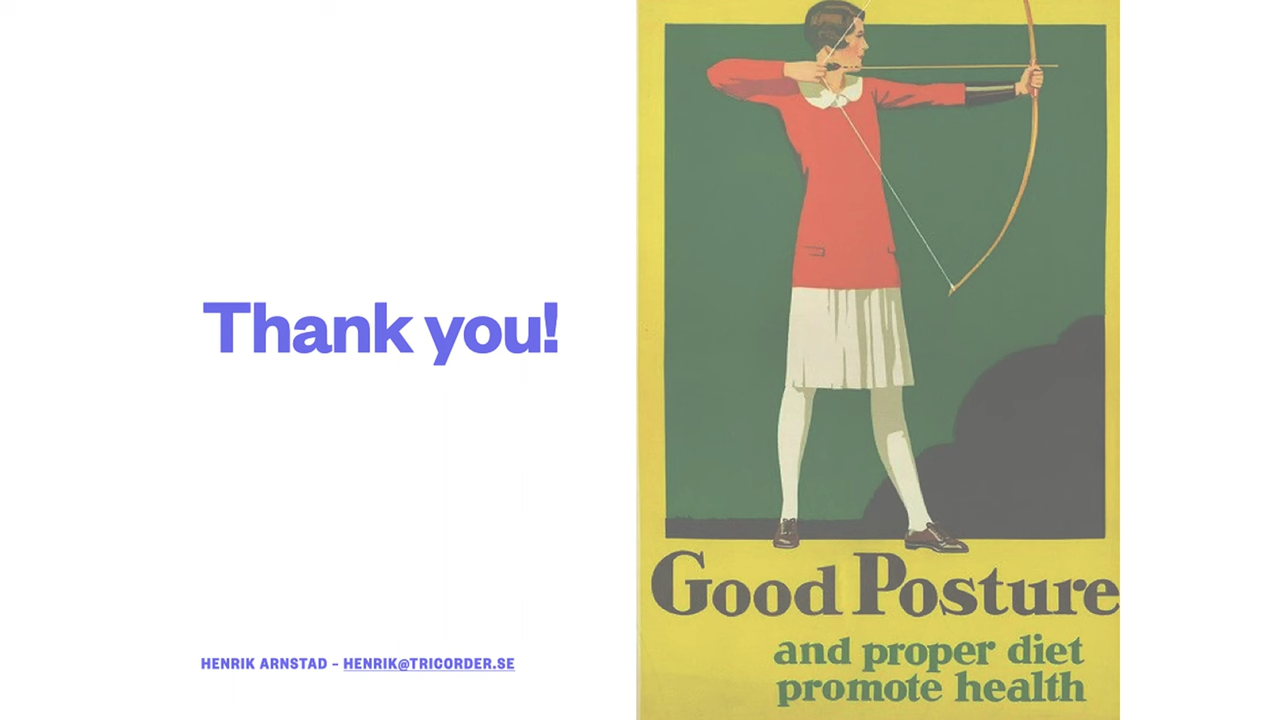 Thank you!
HENRIK ARNSTAD – HENRIK@TRICORDER.SE
Good Posture
and proper diet
promote health